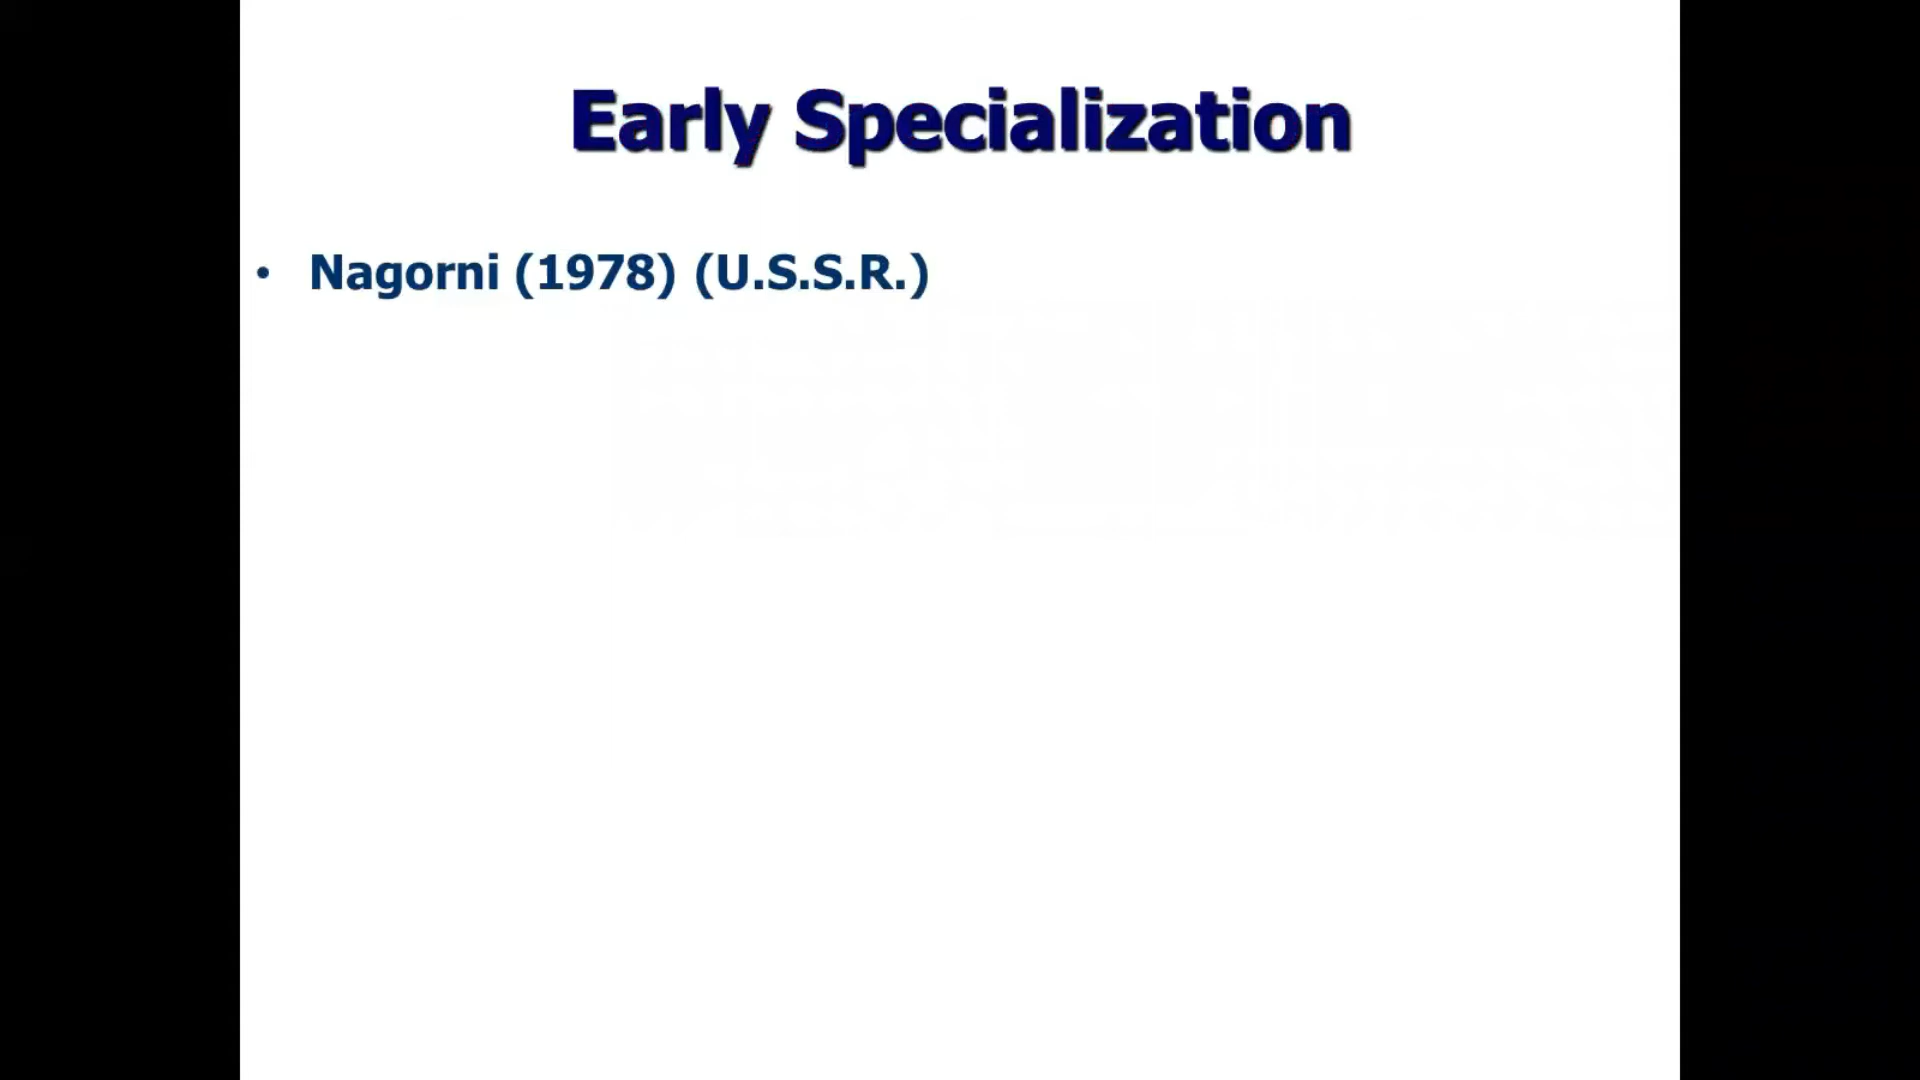 Early Specialization
• Nagorni (1978) (U.S.S.R.)